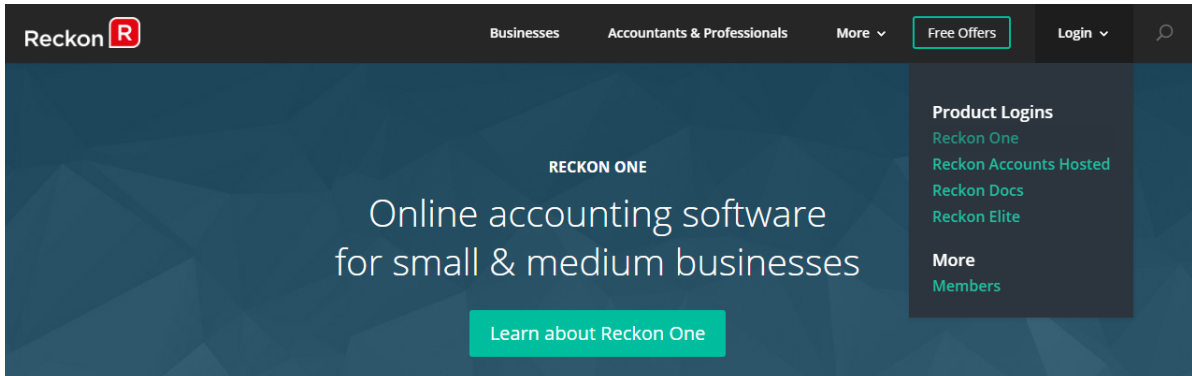 Reckon R
Businesses
Accountants & Professionals
More
Free Offers
Login
Product Logins
Reckon One
Reckon Accounts Hosted
Reckon Docs
Reckon Elite
More
Members
RECKON ONE
Online accounting software
for small & medium businesses
Learn about Reckon One